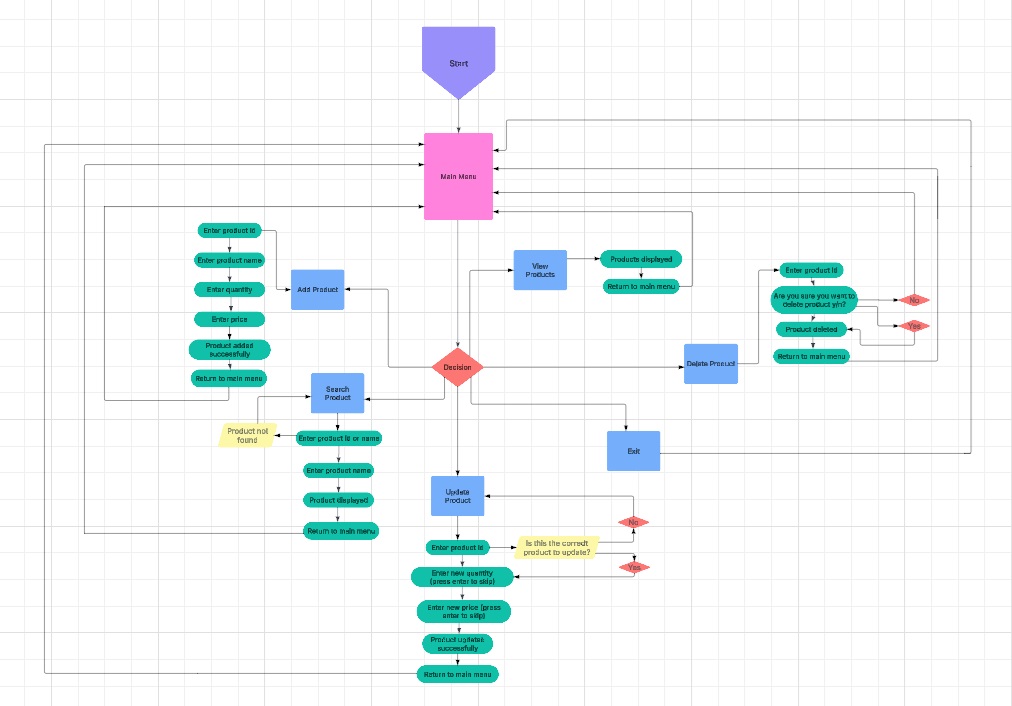 Start
Main Menu
Enter product id
Enter product name
Enter quantity
Enter price
Product added
successfully
Return to main menu
Add Product
View
Products
Products displayed
Return to main menu
Enter product id
Are you sure you want to
delete product y/n?
No
Yes
Product deleted
Return to main menu
Delete Product
Decision
Search
Product
Product not
found
Enter product id or name
Enter product name
Product displayed
Return to main menu
Exit
Update
Product
No
Enter product id
Is this the correct
product to update?
Yes
Enter new quantity
(press enter to skip)
Enter new price (press
enter to skip)
Product updates
successfully
Return to main menu